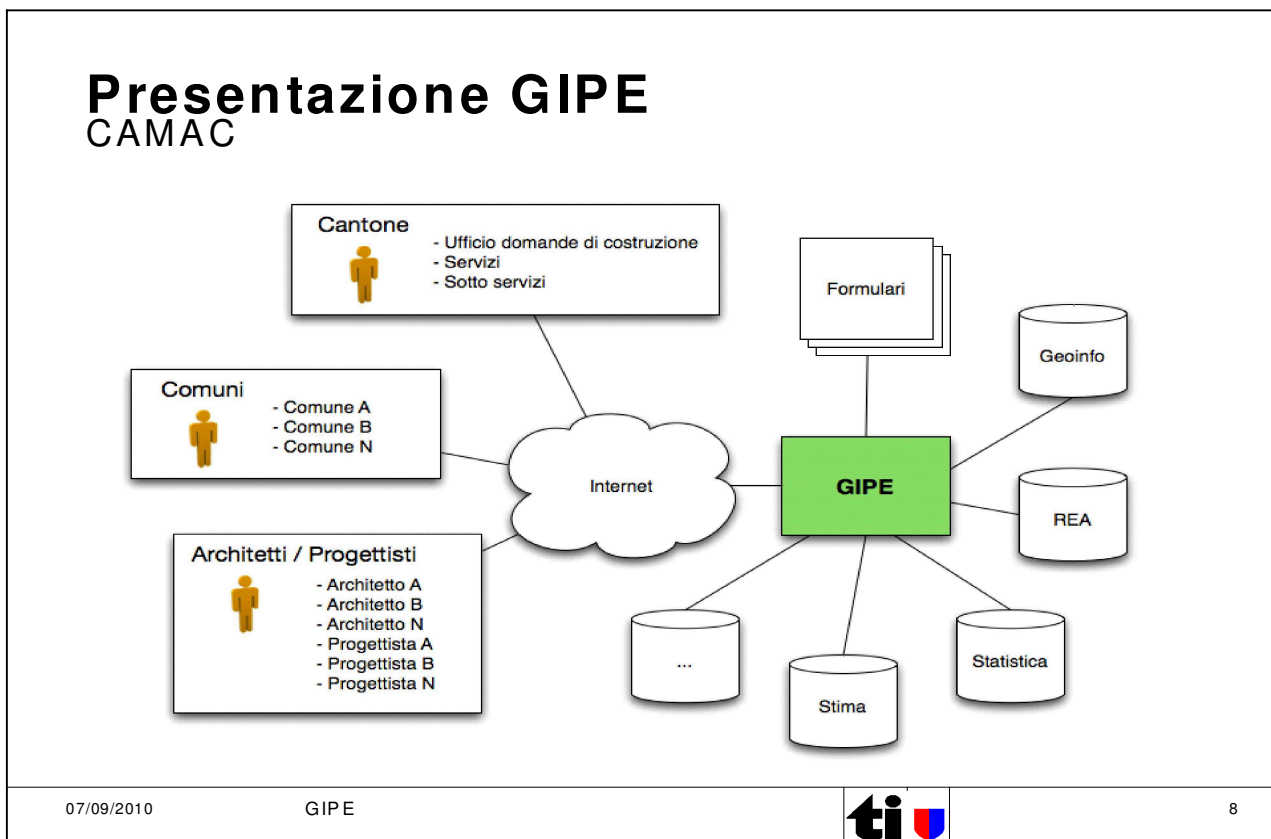 Presentazione GIPE
CAMAC
Cantone
- Ufficio domande di costruzione
- Servizi
- Sotto servizi
Comuni
- Comune A
- Comune B
- Comune N
Architetti / Progettisti
- Architetto A
- Architetto B
- Architetto N
- Progettista A
- Progettista B
- Progettista N
Internet
Formulari
GIPE
Geoinfo
REA
Statistica
Stima
...
07/09/2010
GIPE
ti
8